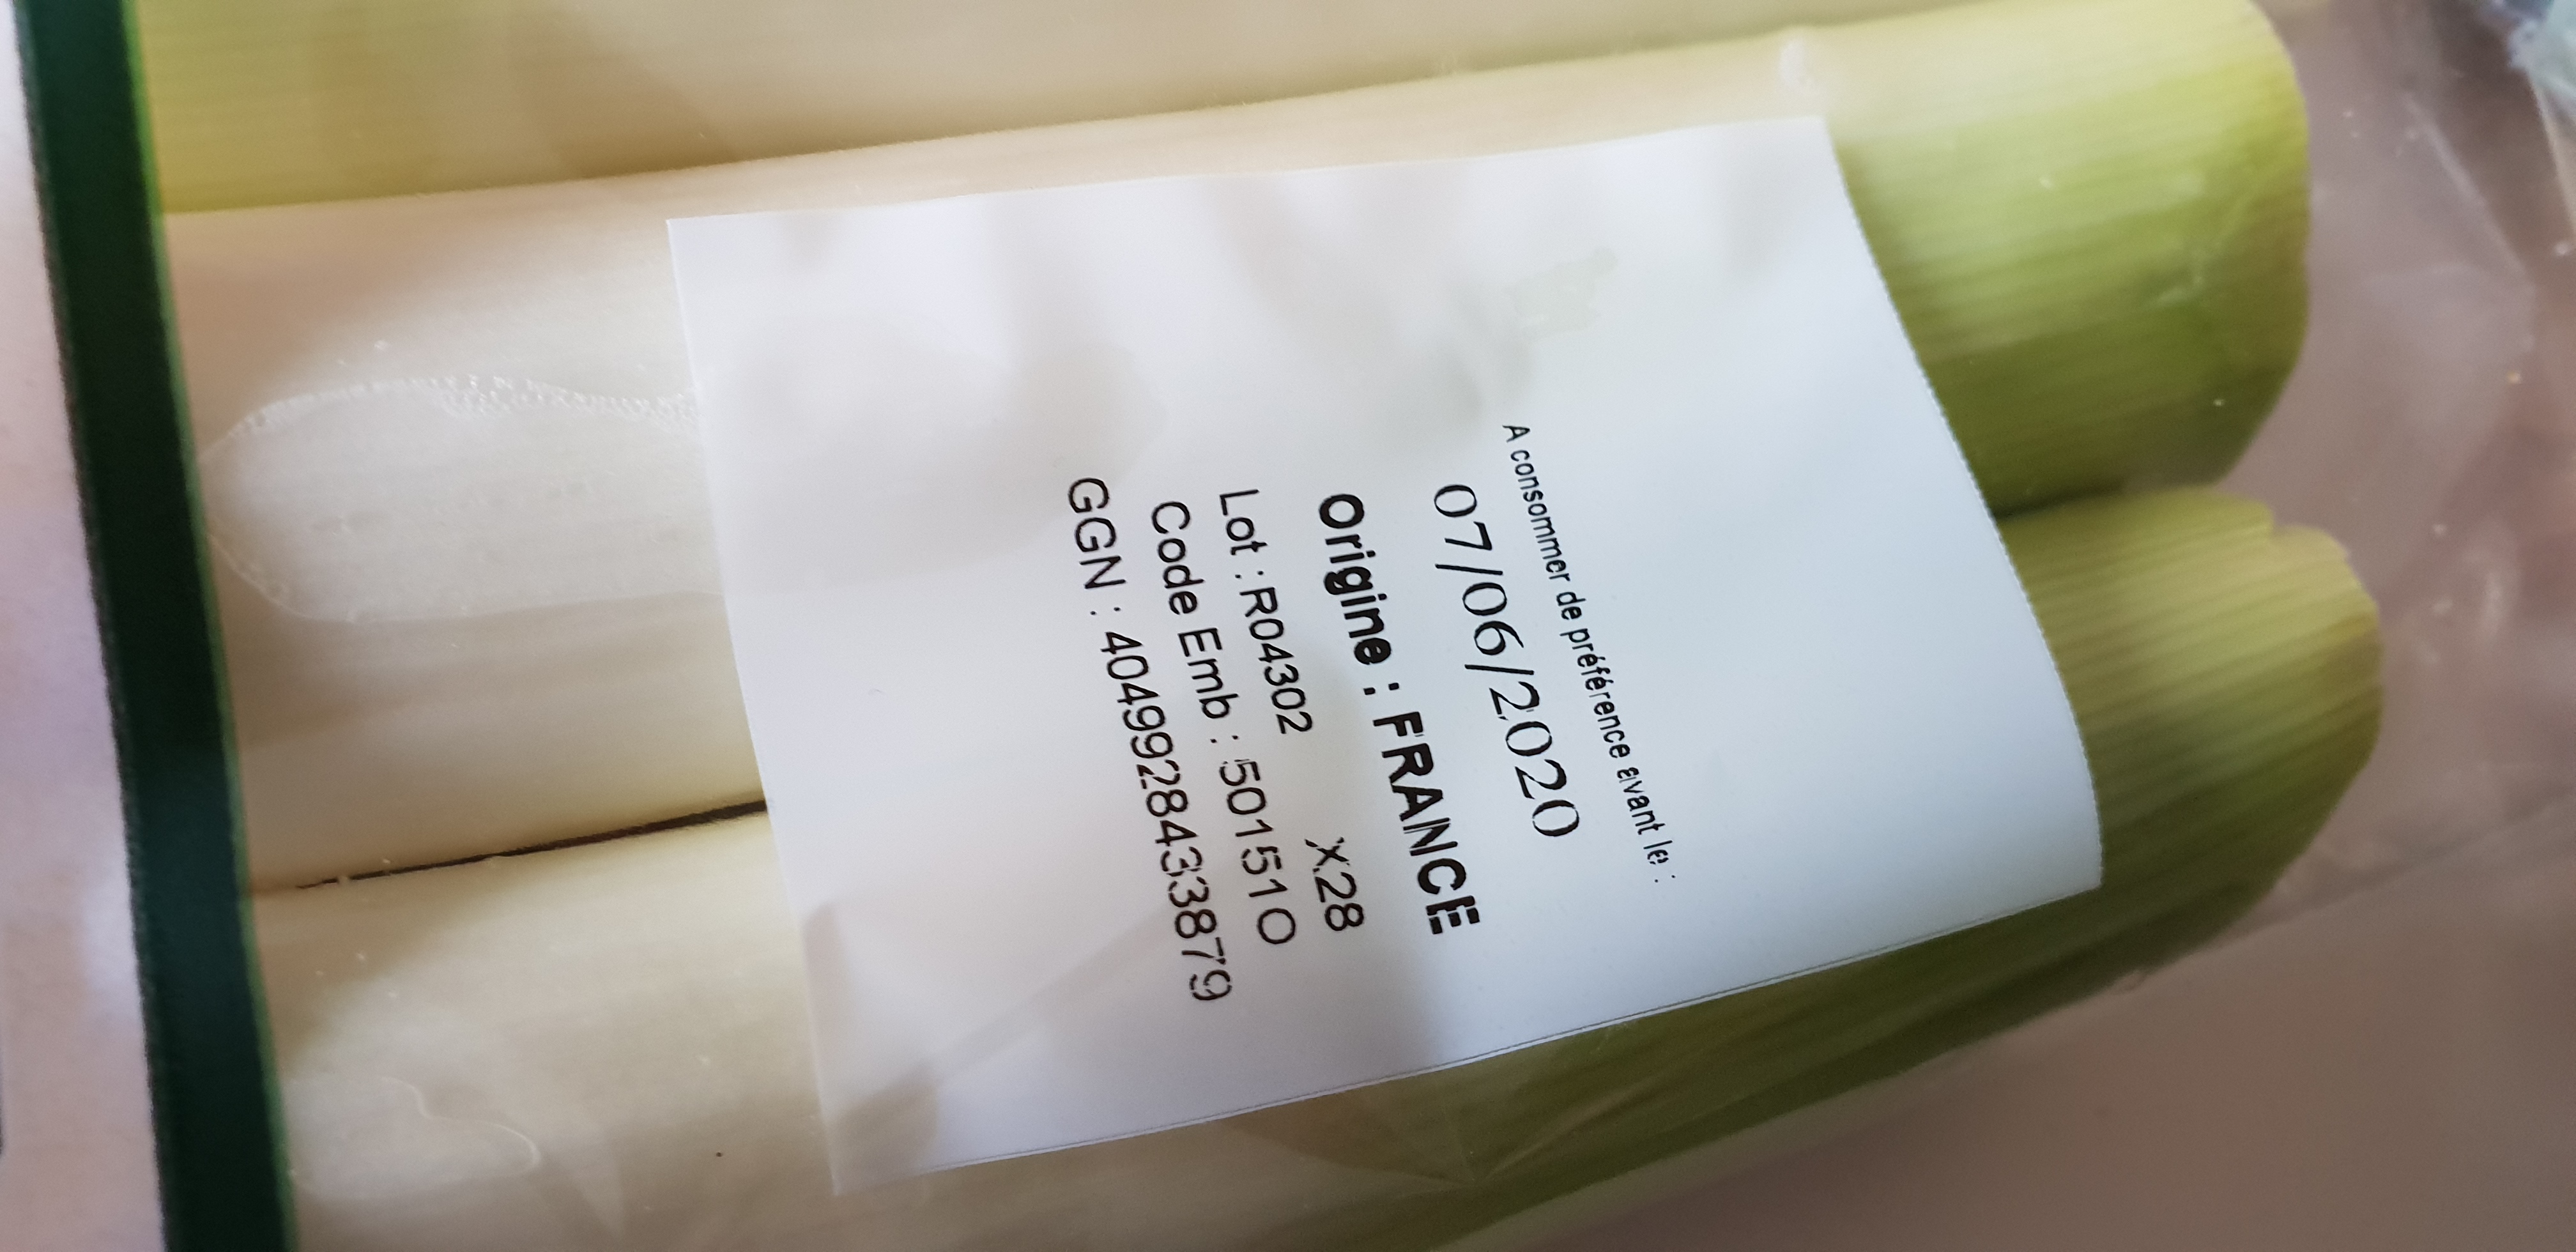 A consommer de préférence avant le :
07/06/2020
Origine : FRANCE
Lot : R04302 X28
Code Emb : 501510
GGN : 4049928433879